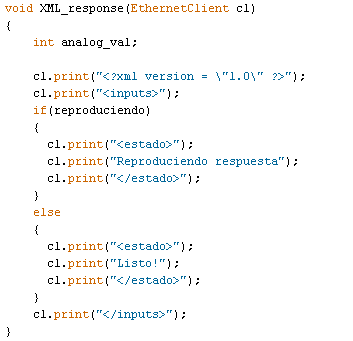 void XML_response(EthernetClient cl)
{
    int analog_val;

    cl.print("<?xml version = \"1.0\" ?>");
    cl.print("<inputs>");
    if(reproduciendo)
    {
      cl.print("<estado>");
      cl.print("Reproduciendo respuesta");
      cl.print("</estado>");
    }
    else
    {
      cl.print("<estado>");
      cl.print("Listo!");
      cl.print("</estado>");
    }
    cl.print("</inputs>");
}